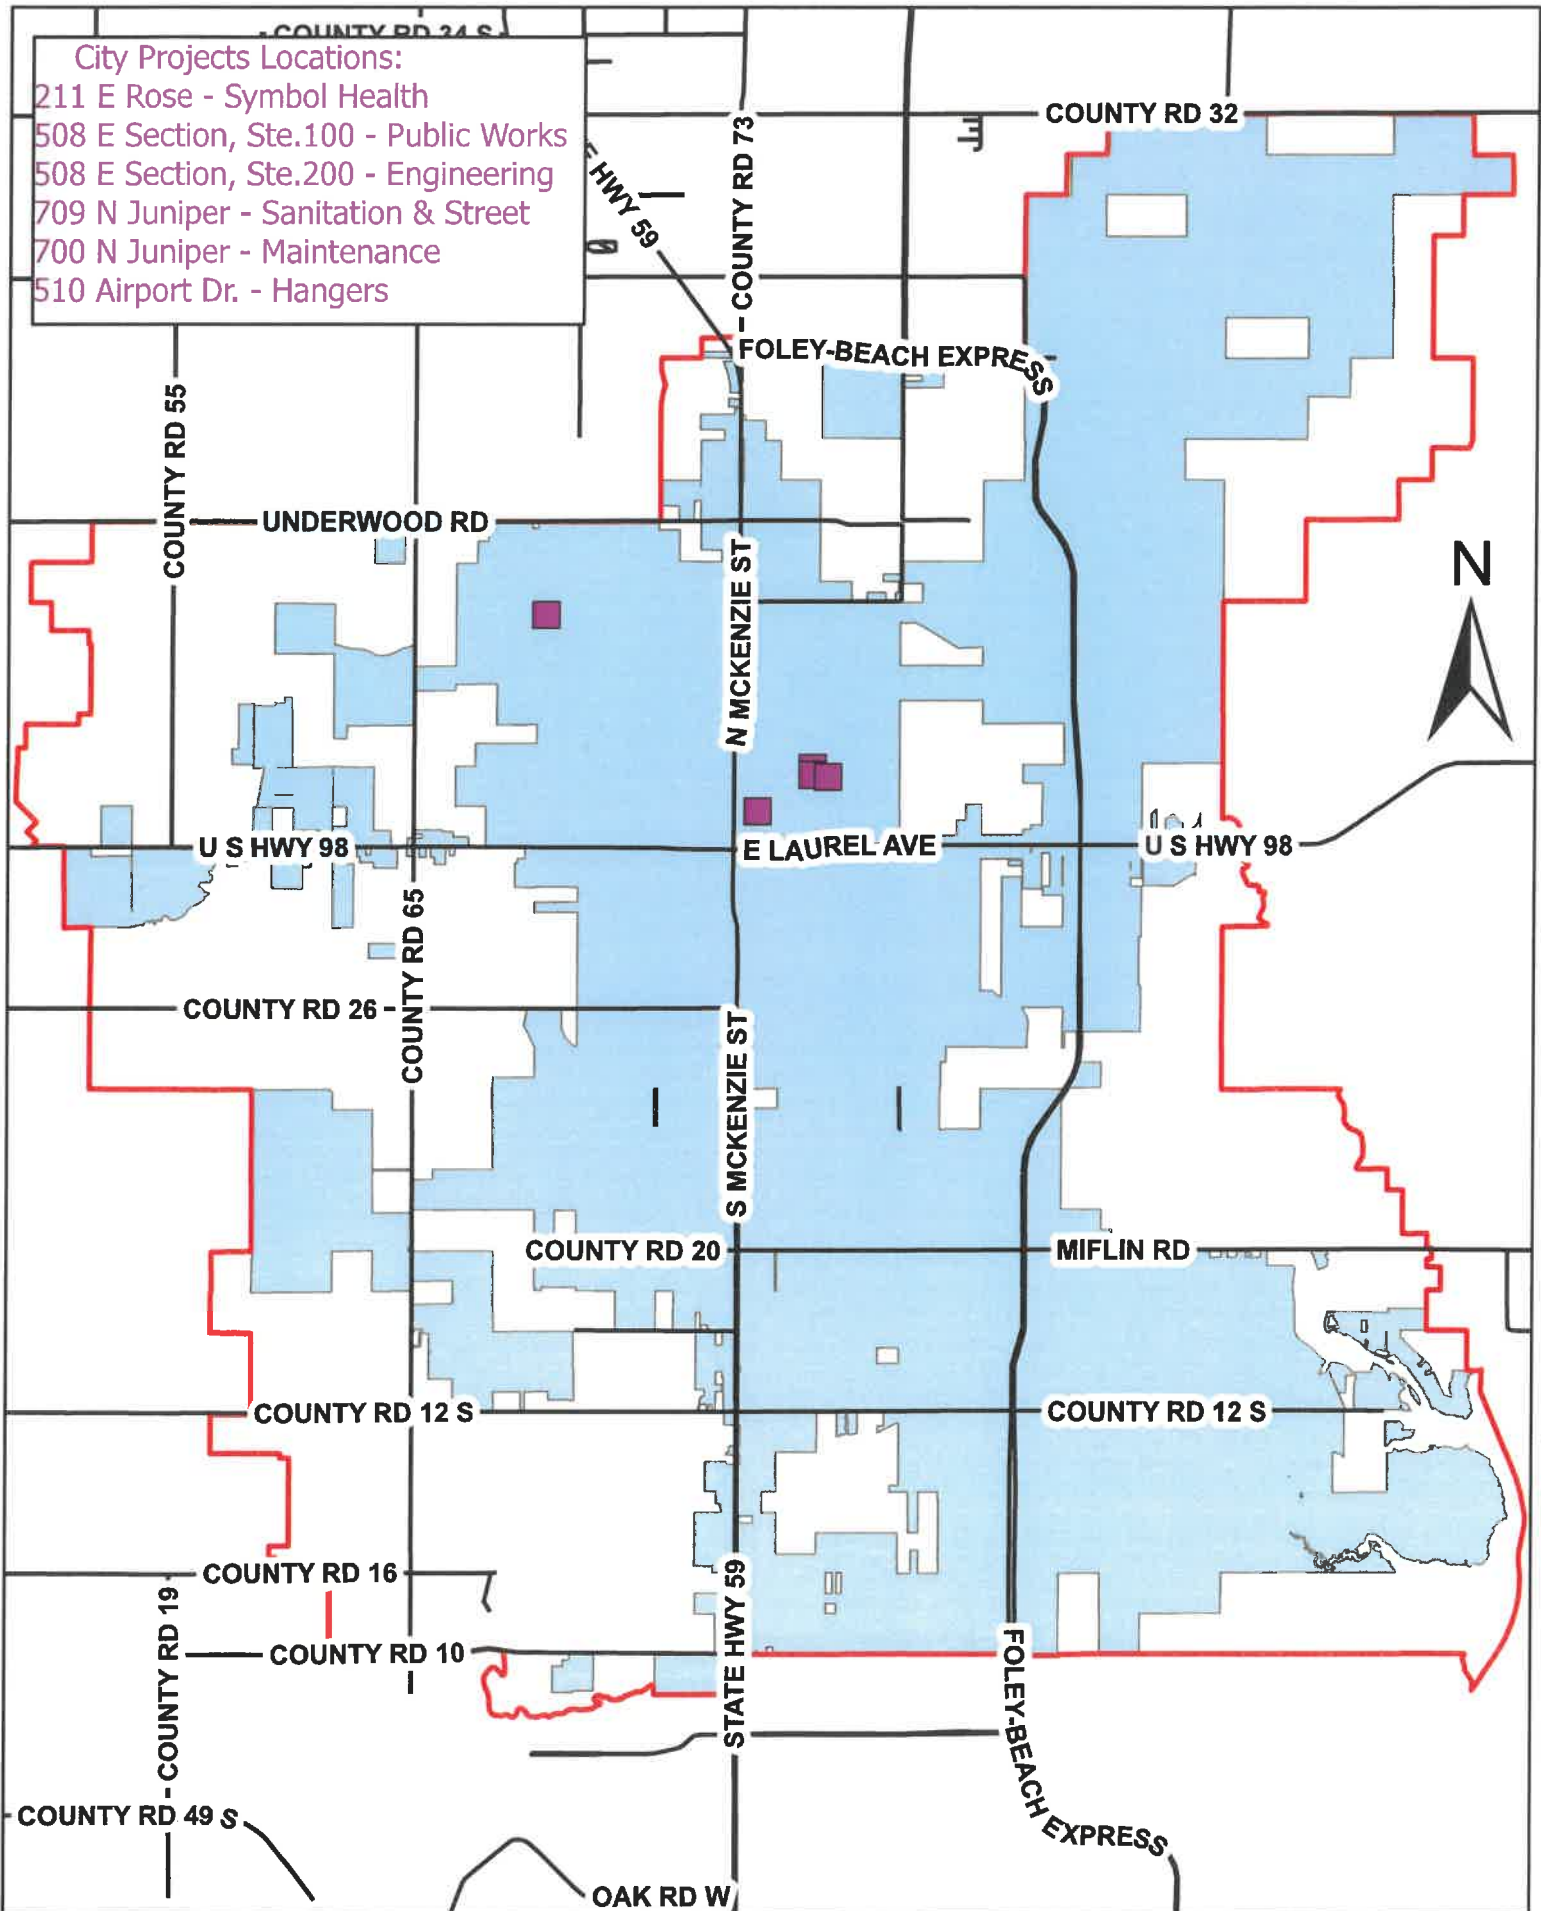 COUNTY RD 34 S
City Projects Locations:
211 E Rose - Symbol Health
508 E Section, Ste.100 - Public Works
508 E Section, Ste.200 - Engineering
709 N Juniper - Sanitation & Street
700 N Juniper - Maintenance
510 Airport Dr. - Hangers
COUNTY RD 32
HWY 59
COUNTY RD 73
FOLEY-BEACH EXPRESS
COUNTY RD 55
UNDERWOOD RD
N
N MCKENZIE ST
U S HWY 98
E LAUREL AVE
U S HWY 98
COUNTY RD 65
COUNTY RD 26
S MCKENZIE ST
COUNTY RD 20
MIFLIN RD
COUNTY RD 12 S
COUNTY RD 12 S
COUNTY RD 16
COUNTY RD 19
STATE HWY 59
COUNTY RD 10
FOLEY-BEACH EXPRESS
COUNTY RD 49 S
OAK RD W